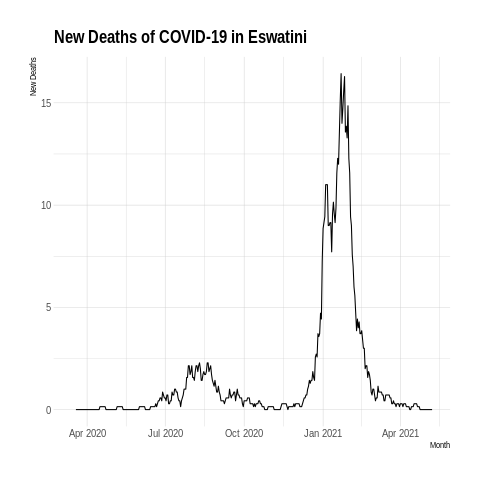 New Deaths of COVID-19 in Eswatini
New Deaths
15
10
5
0
Apr 2020 Jul 2020 Oct 2020 Jan 2021 Apr 2021
Month